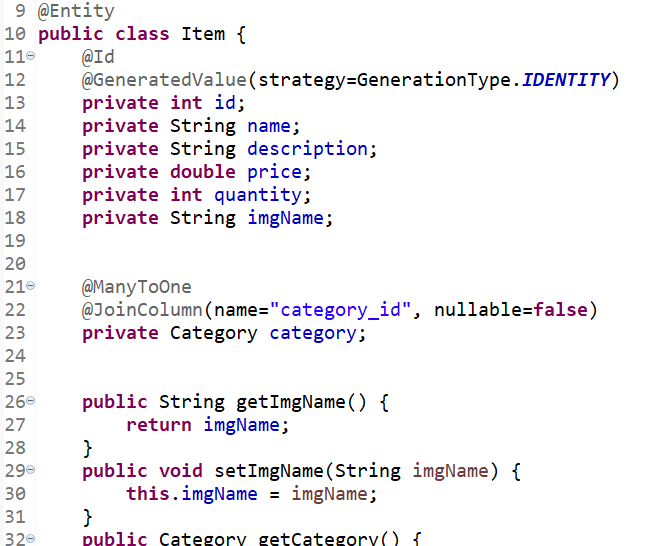 9 @Entity
10 public class Item {
11 @Id
12 @GeneratedValue(strategy=GenerationType.IDENTITY)
13 private int id;
14 private String name;
15 private String description;
16 private double price;
17 private int quantity;
18 private String imgName;
19
20
21 @ManyToOne
22 @JoinColumn(name="category_id", nullable=false)
23 private Category category;
24
25
26 public String getImgName() {
27 return imgName;
28 }
29 public void setImgName(String imgName) {
30 this.imgName = imgName;
31 }
32 public Category getCategory() {